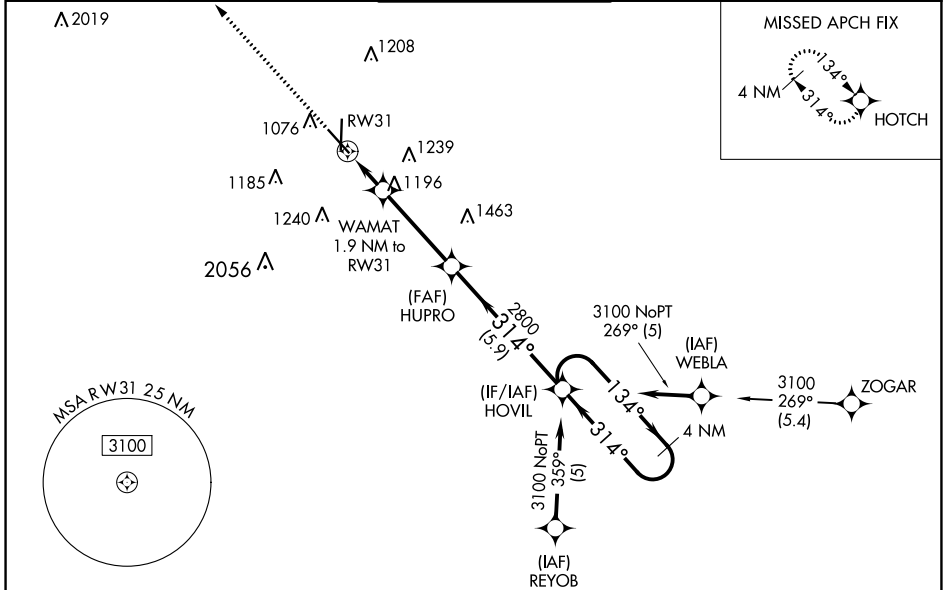 2019
1208
MISSED APCH FIX
134°
4 NM
314°
HOTCH
1076
RW31
1239
1185
1196
1240
1463
WAMAT
1.9 NM to
RW31
2056
(FAF)
HUPRO
2800
314°
(5.9)
3100 NoPT
269° (5)
(IAF)
WEBLA
ZOGAR
3100
269°
(5.4)
(IF/IAF)
HOVIL
134°
314°
4 NM
MSA RW31 25 NM
3100
3100 NoPT
359°
(5)
(IAF)
REYOB